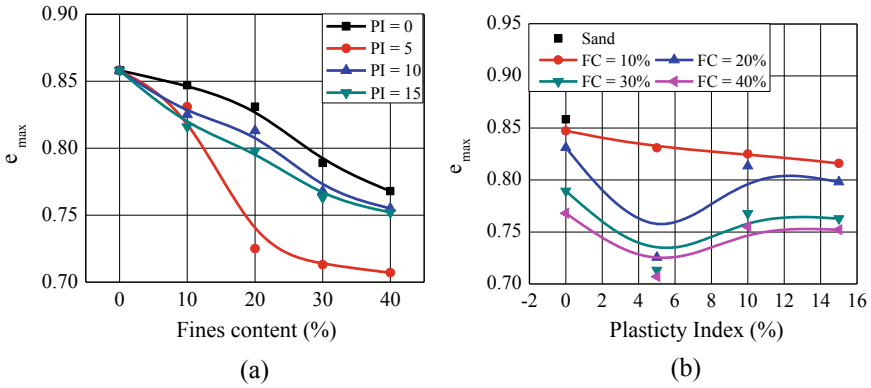 0.90
0.85
0.80
0.75
0.70
e max
0 10 20 30 40
Fines content (%)
PI = 0
PI = 5
PI = 10
PI = 15
(a)
0.95
0.90
0.85
0.80
0.75
0.70
e max
-2 0 2 4 6 8 10 12 14 16
Plasticty Index (%)
Sand
FC = 10% FC = 20%
FC = 30% FC = 40%
(b)